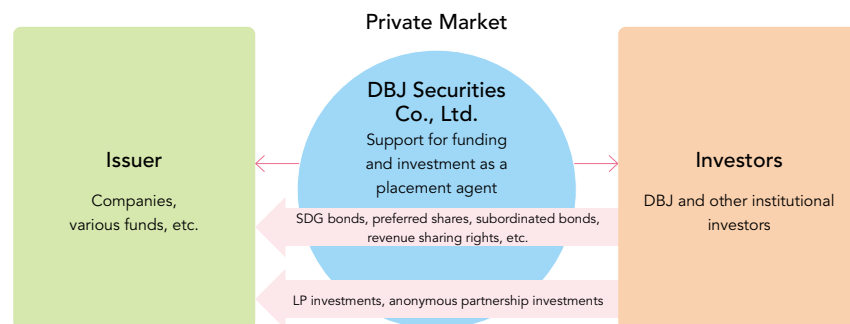 Private Market
DBJ Securities
Co., Ltd.
Support for funding
and investment as a
placement agent
Issuer
Companies,
various funds, etc.
Investors
DBJ and other institutional
investors
SDG bonds, preferred shares, subordinated bonds,
revenue sharing rights, etc.
LP investments, anonymous partnership investments